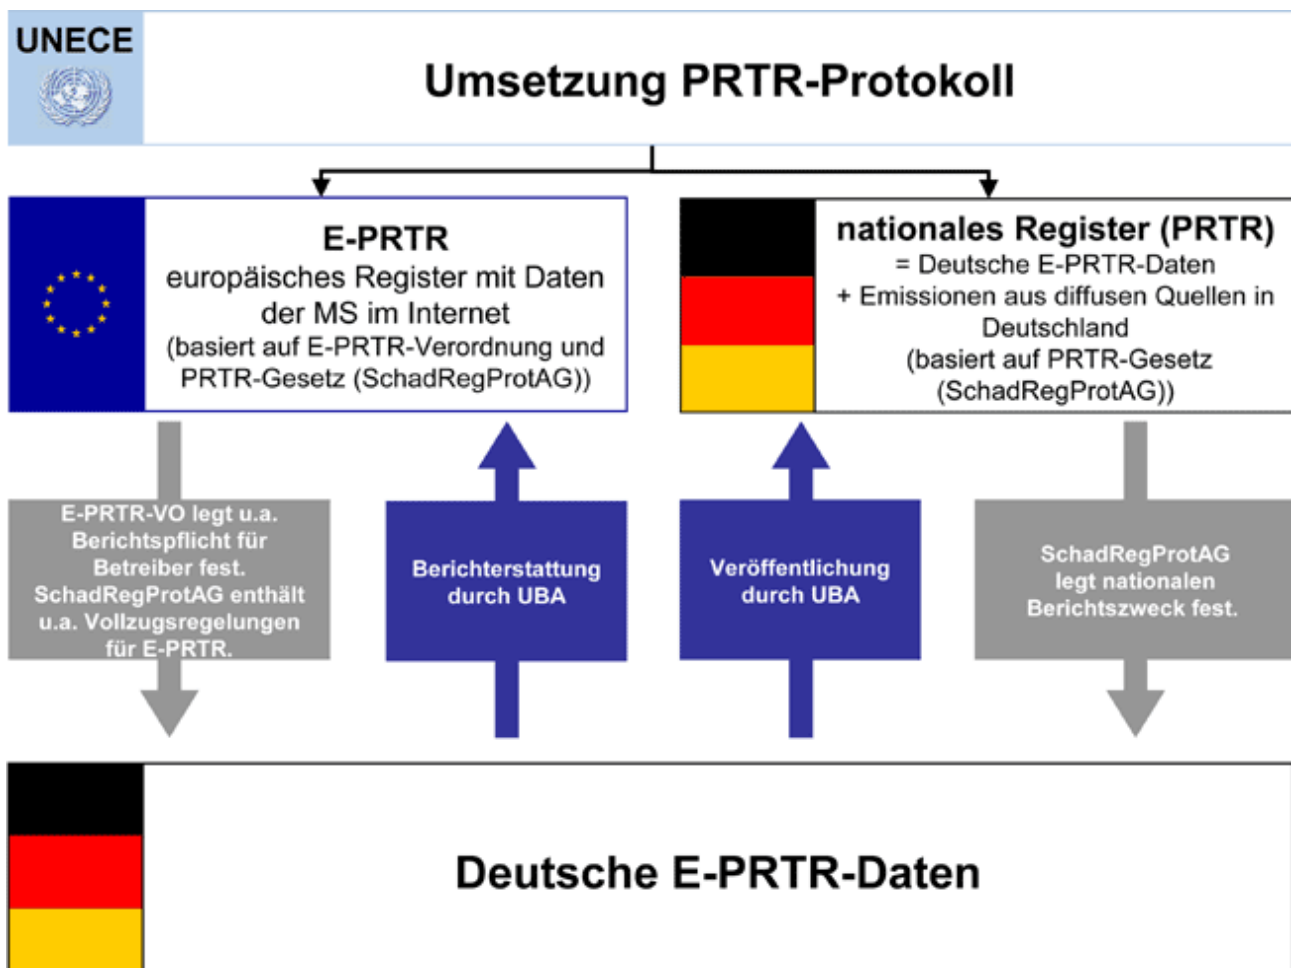 UNECE
Umsetzung PRTR-Protokoll
E-PRTR
europäisches Register mit Daten
der MS im Internet
(basiert auf E-PRTR-Verordnung und
PRTR-Gesetz (SchadRegProtAG))
nationales Register (PRTR)
= Deutsche E-PRTR-Daten
+ Emissionen aus diffusen Quellen in
Deutschland
(basiert auf PRTR-Gesetz
(SchadRegProtAG))
E-PRTR-VO legt u.a.
Berichtspflicht für
Betreiber fest.
SchadRegProtAG enthält
u.a. Vollzugsregelungen
für E-PRTR.
Berichterstattung
durch UBA
Veröffentlichung
durch UBA
SchadRegProtAG
legt nationalen
Berichtszweck fest.
Deutsche E-PRTR-Daten